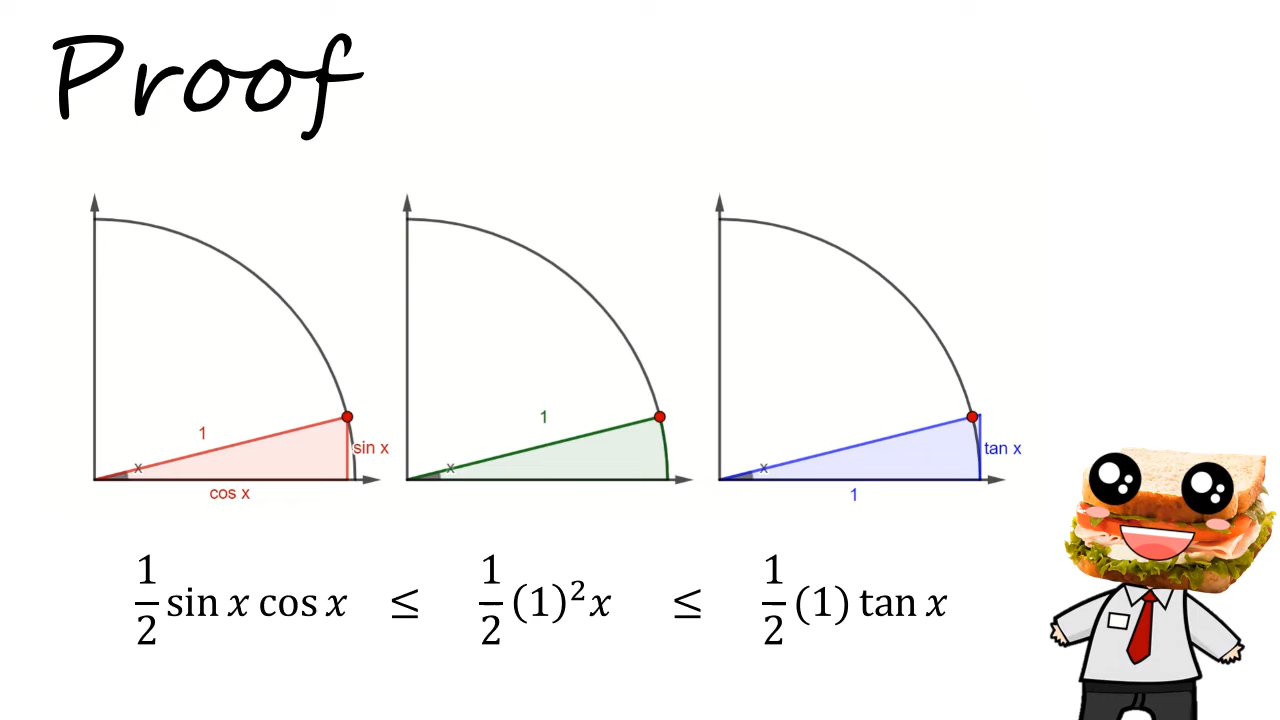 Proof
1 x sin x cos x
1 x
x tan x 1
1/2 sin x cos x ≤ 1/2 (1)² x ≤ 1/2 (1) tan x